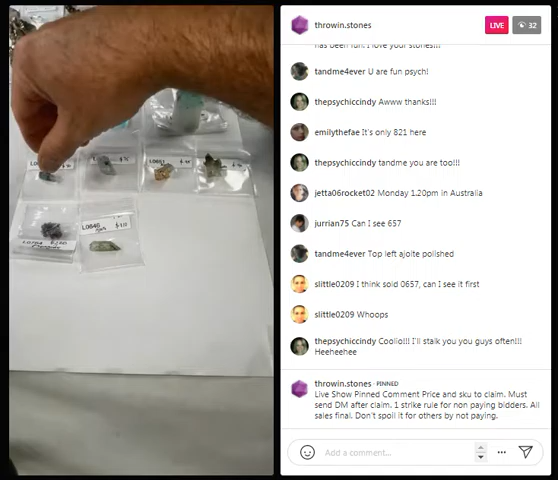 throwin.stones
LIVE
32
has been fun. I love your stones!!!
tandme4ever U are fun psych!
thepsychiccindy Awww thanks!!!
emilythefae It's only 821 here
thepsychiccindy tandme you are too!!!
jetta06rocket02 Monday 1.20pm in Australia
jurrian75 Can I see 657
tandme4ever Top left ajoite polished
slittle0209 I think sold 0657, can I see it first
slittle0209 Whoops
thepsychiccindy Coolio!!! I'll stalk you you guys often!!!
Heeheehee
throwin.stones · PINNED
Live Show Pinned Comment Price and sku to claim. Must
send DM after claim. 1 strike rule for non paying bidders. All
sales final. Don't spoil it for others by not paying.
Add a comment...